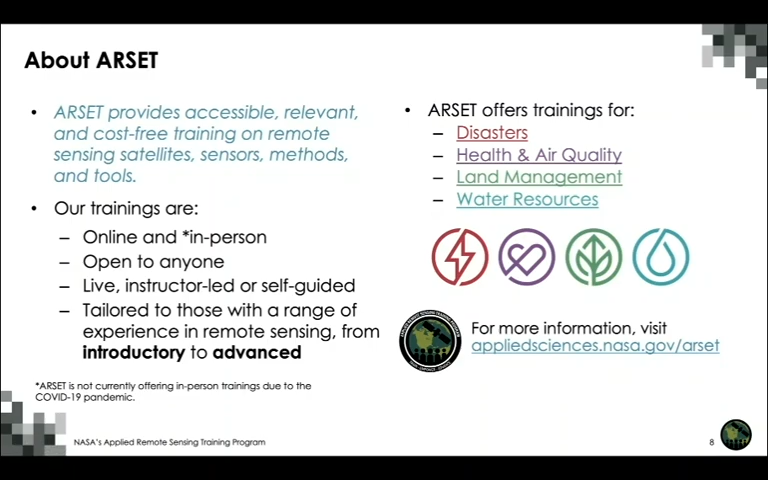 About ARSET
• ARSET provides accessible, relevant,
and cost-free training on remote
sensing satellites, sensors, methods,
and tools.
• Our trainings are:
– Online and *in-person
– Open to anyone
– Live, instructor-led or self-guided
– Tailored to those with a range of
experience in remote sensing, from
introductory to advanced
*ARSET is not currently offering in-person trainings due to the
COVID-19 pandemic.
• ARSET offers trainings for:
– Disasters
– Health & Air Quality
– Land Management
– Water Resources
For more information, visit
appliedsciences.nasa.gov/arset
NASA's Applied Remote Sensing Training Program
8